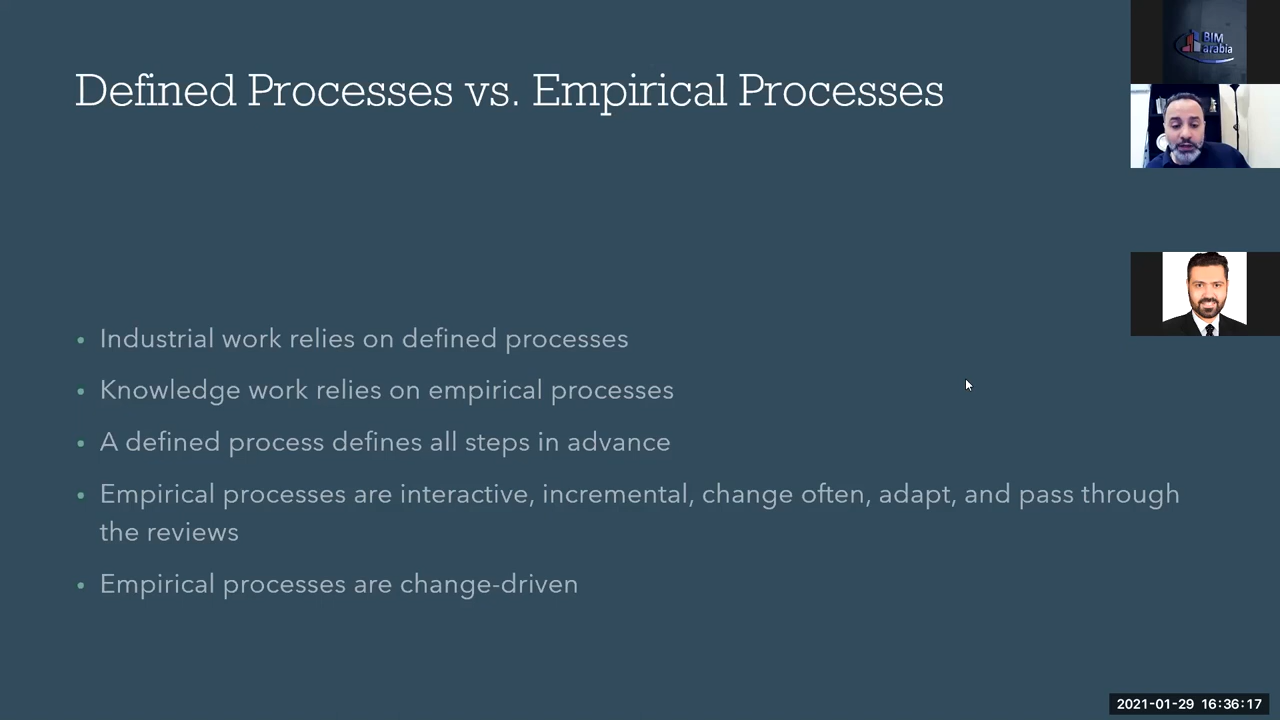 Defined Processes vs. Empirical Processes
BIM
arabia
• Industrial work relies on defined processes
• Knowledge work relies on empirical processes
• A defined process defines all steps in advance
• Empirical processes are interactive, incremental, change often, adapt, and pass through
the reviews
• Empirical processes are change-driven
2021-01-29 16:36:17